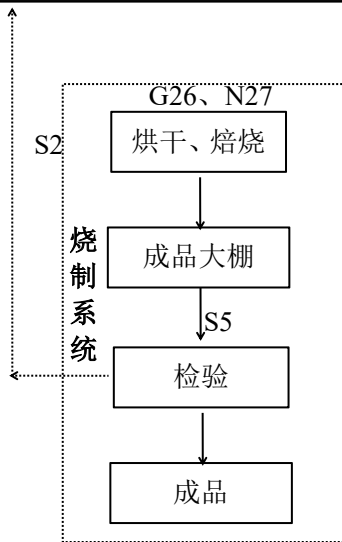 G26、N27
S2
烘干、焙烧
烧制系统
成品大棚
S5
检验
成品